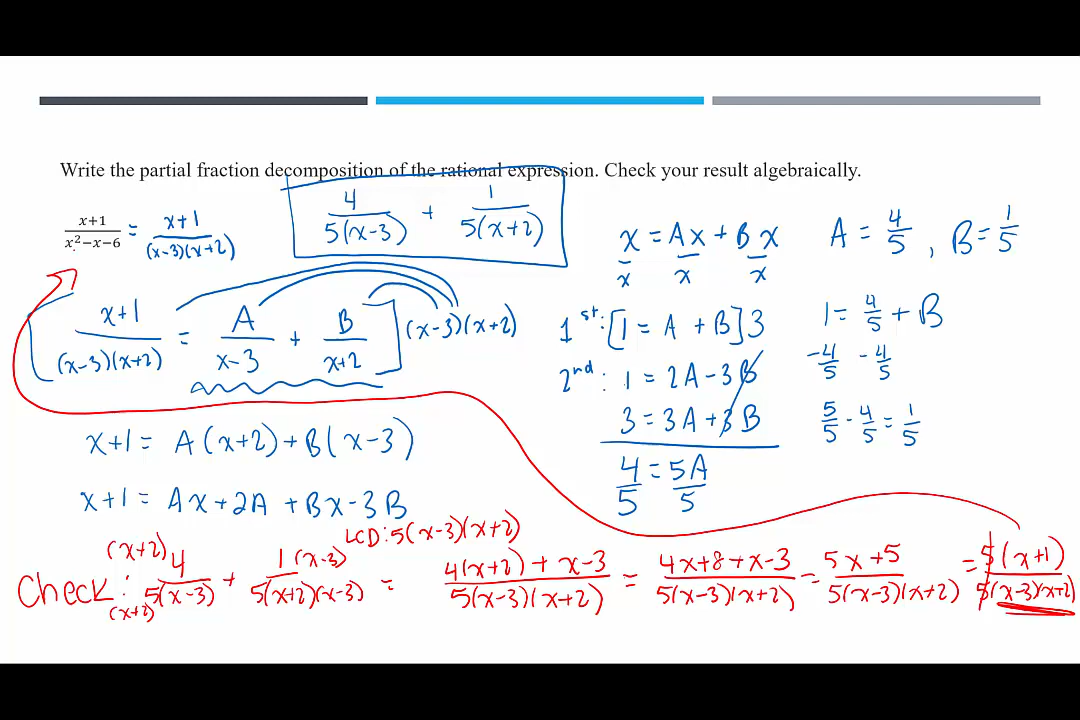 Write the partial fraction decomposition of the rational expression. Check your result algebraically.
(x+1)/(x²−x−6) = (x+1)/((x−3)(x+2))
4/(5(x−3)) + 1/(5(x+2))
[(x+1)/((x−3)(x+2)) = A/(x−3) + B/(x+2)] (x−3)(x+2)
x+1 = A(x+2) + B(x−3)
x+1 = Ax+2A + Bx−3B
x/x = Ax/x + Bx/x
1st: [1 = A + B]3
2nd: 1 = 2A − 3B
3 = 3A + 3B
4/5 = 5A/5
A = 4/5 , B = 1/5
1 = 4/5 + B
−4/5 −4/5
5/5 − 4/5 = 1/5
LCD: 5(x−3)(x+2)
Check: (x+2)4/((x+2)5(x−3)) + 1(x−3)/(5(x+2)(x−3)) = (4(x+2) + x−3)/(5(x−3)(x+2)) = (4x+8+x−3)/(5(x−3)(x+2)) = (5x+5)/(5(x−3)(x+2)) = 5(x+1)/(5(x−3)(x+2))